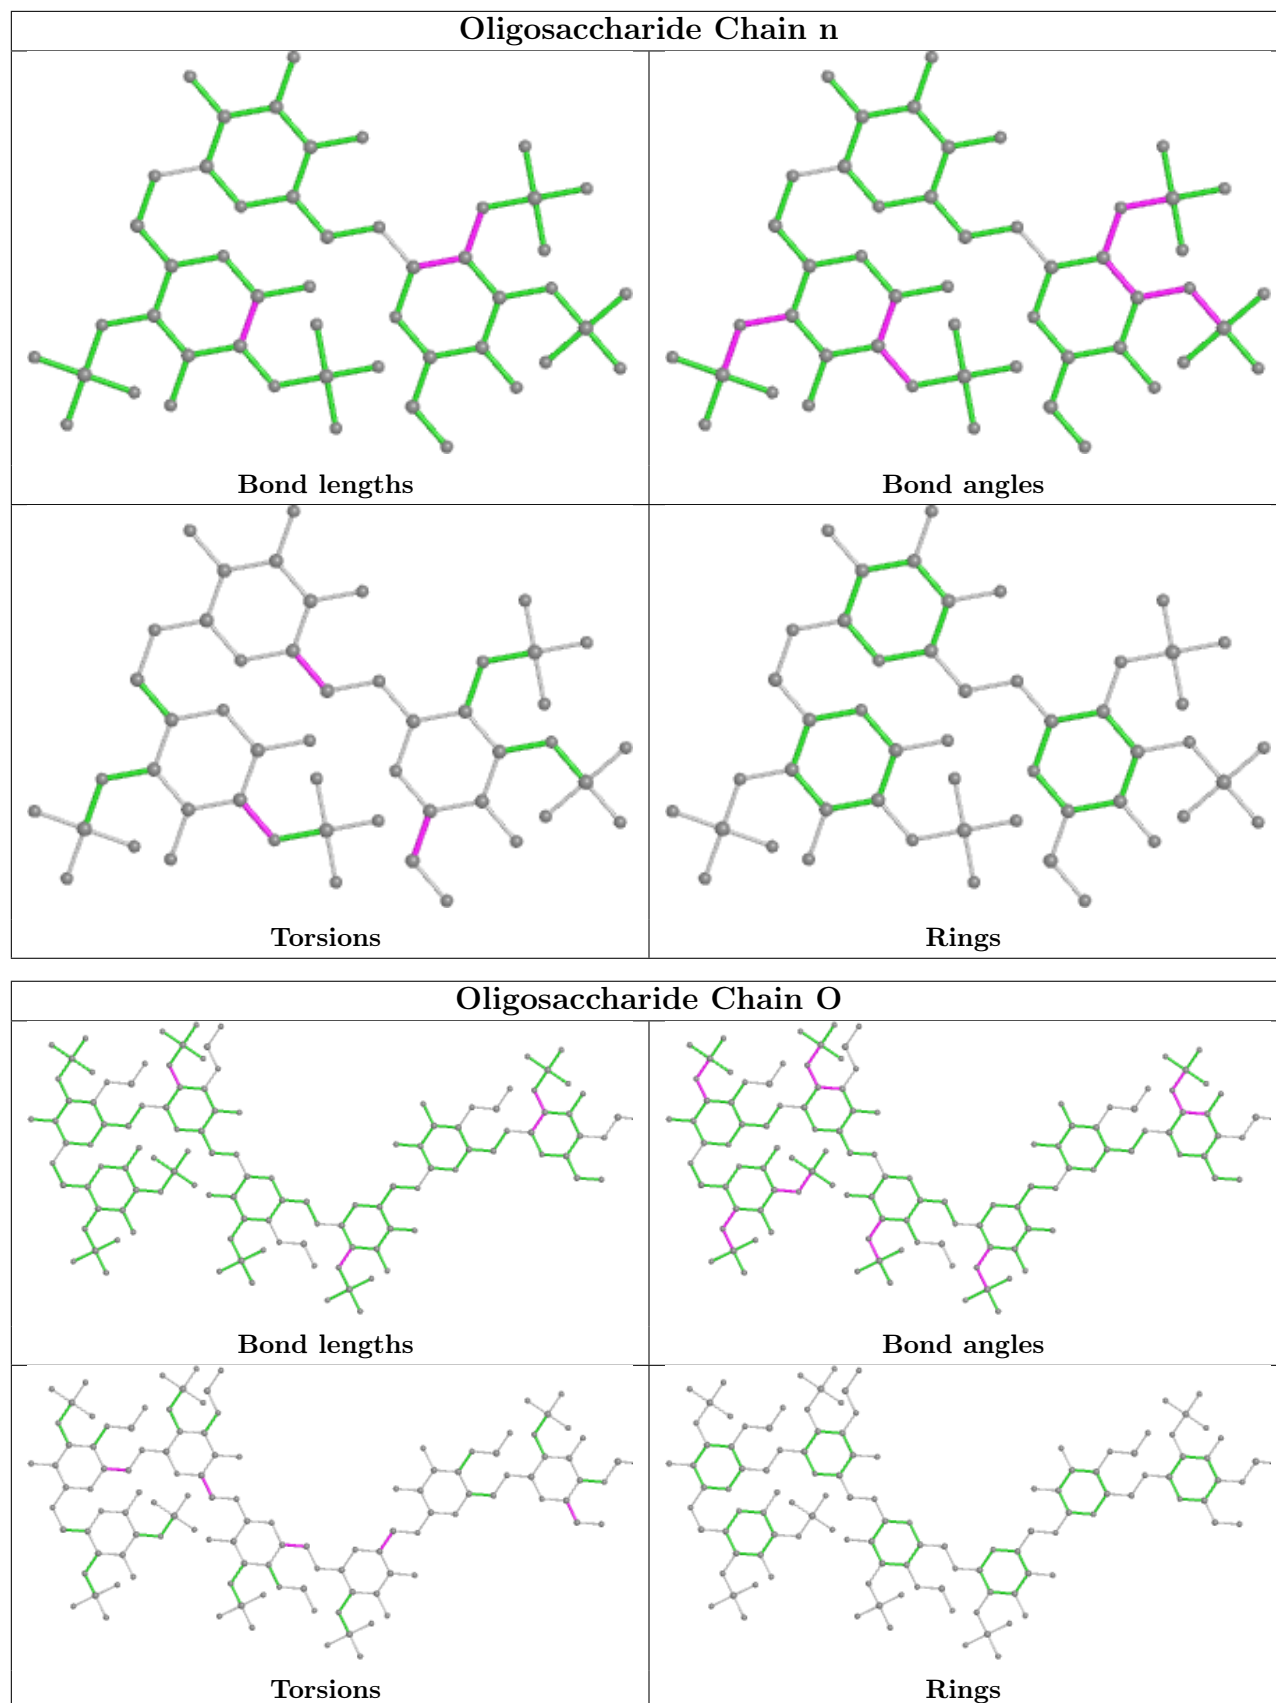 Oligosaccharide Chain n
Bond lengths
Bond angles
Torsions
Rings
Oligosaccharide Chain O
Bond lengths
Bond angles
Torsions
Rings